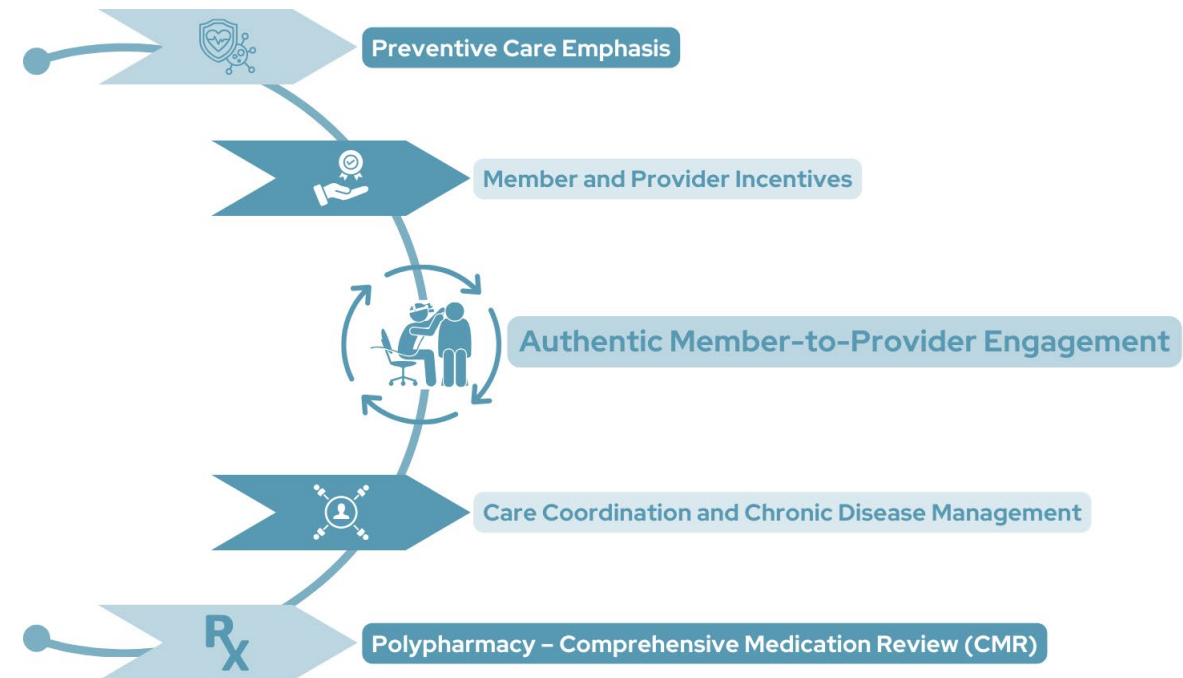 Preventive Care Emphasis
Member and Provider Incentives
Authentic Member-to-Provider Engagement
Care Coordination and Chronic Disease Management
Rx
Polypharmacy – Comprehensive Medication Review (CMR)